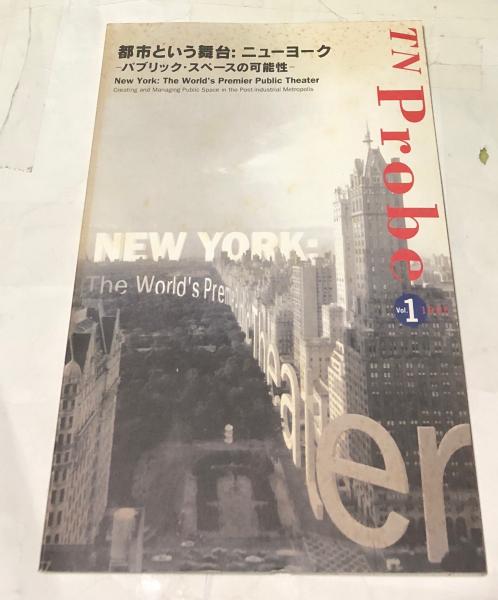 都市という舞台: ニューヨーク
-パブリック・スペースの可能性-
New York: The World's Premier Public Theater
Creating and Managing Public Space in the Post-industrial Metropolis
TN Probe
Vol. 1
NEW YORK:
The World's Pre
Theater